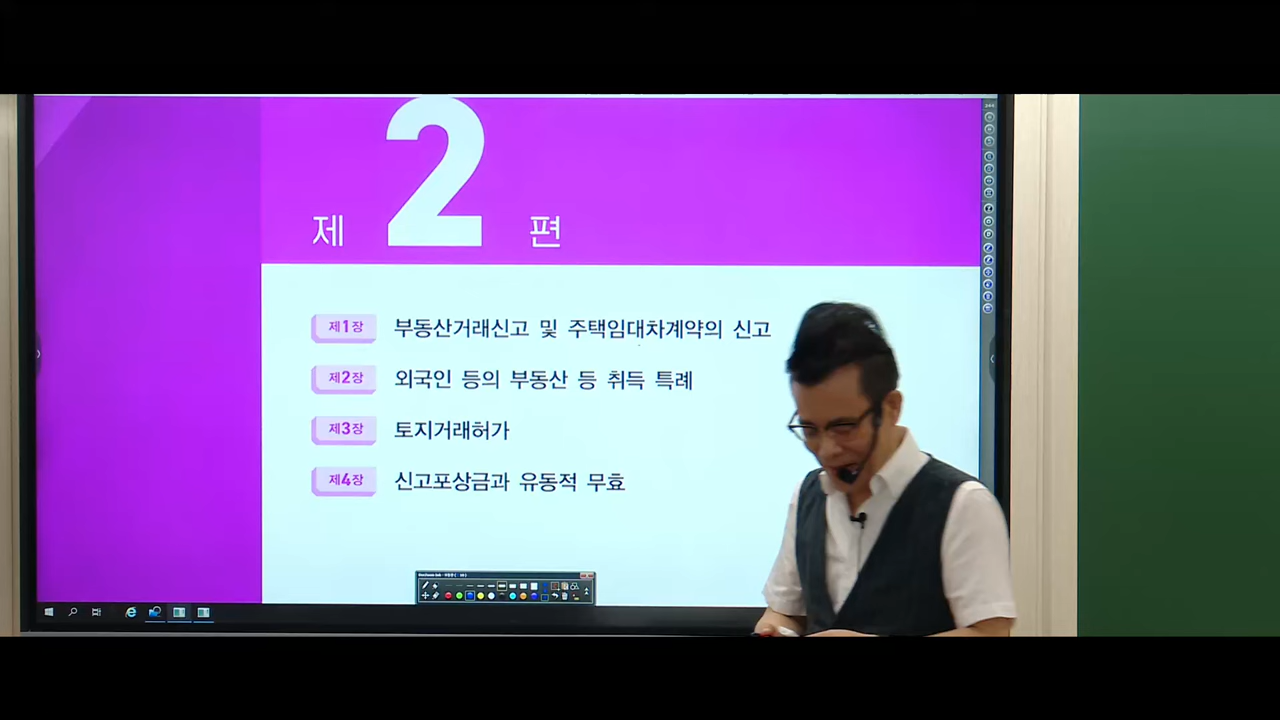 제 2 편
제1장 부동산거래신고 및 주택임대차계약의 신고
제2장 외국인 등의 부동산 등 취득 특례
제3장 토지거래허가
제4장 신고포상금과 유동적 무효